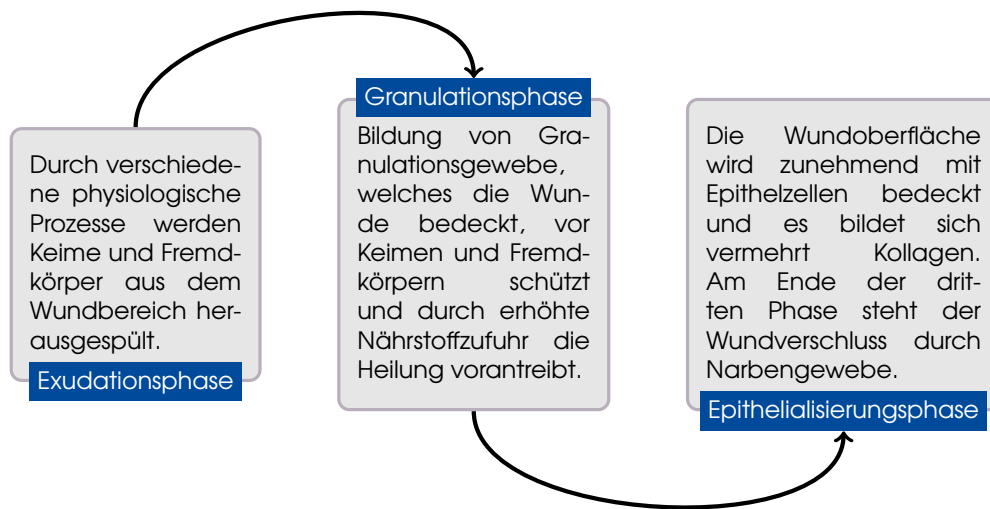 Durch verschiede-
ne physiologische
Prozesse werden
Keime und Fremd-
körper aus dem
Wundbereich her-
ausgespült.
Exudationsphase
Granulationsphase
Bildung von Gra-
nulationsgewebe,
welches die Wun-
de bedeckt, vor
Keimen und Fremd-
körpern schützt
und durch erhöhte
Nährstoffzufuhr die
Heilung vorantreibt.
Die Wundoberfläche
wird zunehmend mit
Epithelzellen bedeckt
und es bildet sich
vermehrt Kollagen.
Am Ende der drit-
ten Phase steht der
Wundverschluss durch
Narbengewebe.
Epithelialisierungsphase